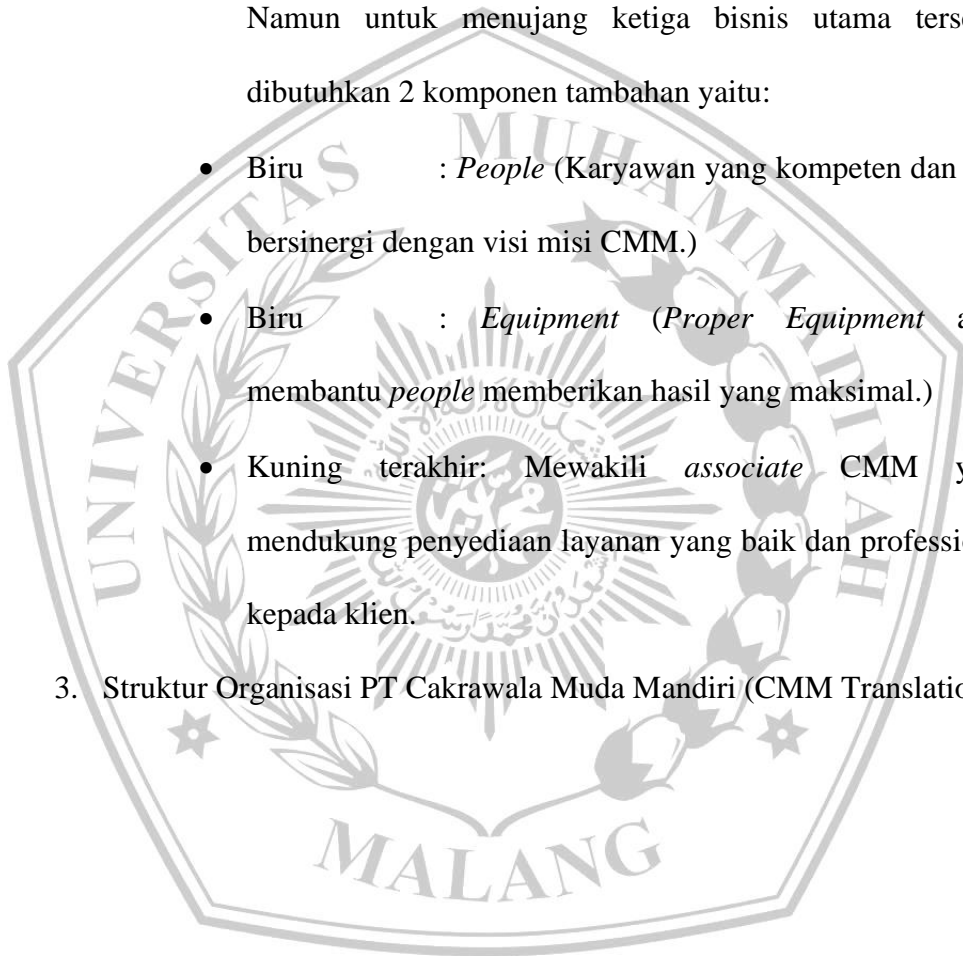 Namun untuk menujang ketiga bisnis utama terse
dibutuhkan 2 komponen tambahan yaitu:
• Biru : People (Karyawan yang kompeten dan
bersinergi dengan visi misi CMM.)
• Biru : Equipment (Proper Equipment a
membantu people memberikan hasil yang maksimal.)
• Kuning terakhir: Mewakili associate CMM y
mendukung penyediaan layanan yang baik dan professio
kepada klien.
3. Struktur Organisasi PT Cakrawala Muda Mandiri (CMM Translatio
UNIVERSITAS MUHAMMADIYAH
MALANG